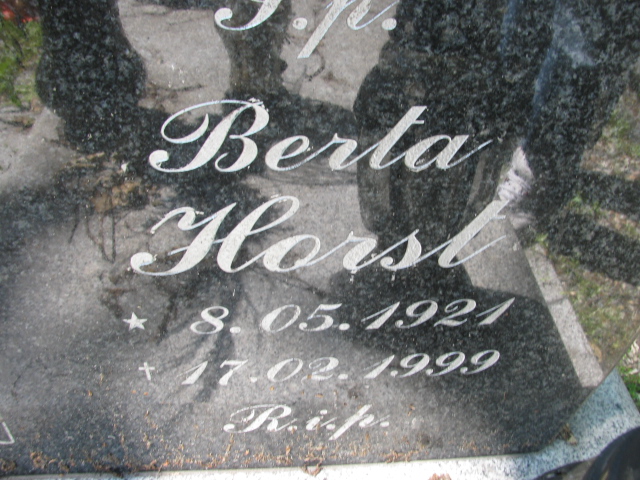 Ś.p.
Berta
Horst
* 8.05.1921
+ 17.02.1999
R.i.p.